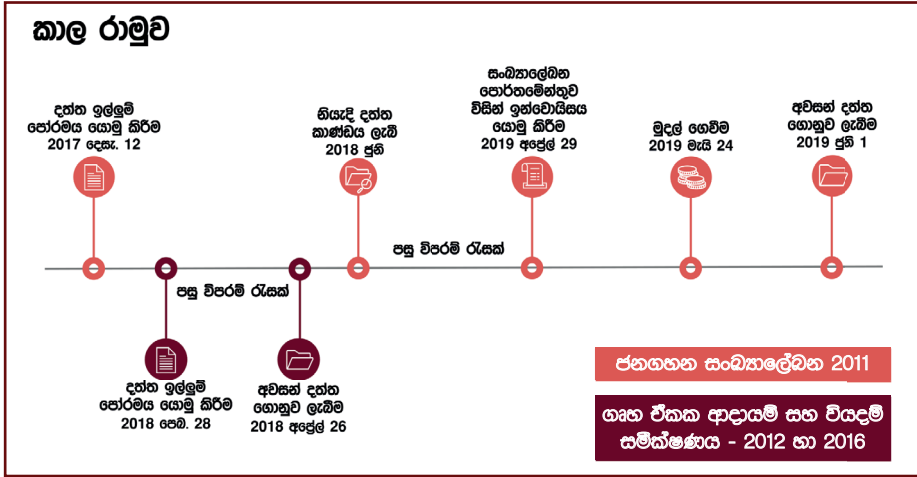 කාල රාමුව
දත්ත ඉල්ලුම්
පෝරමය යොමු කිරීම
2017 දෙසැ. 12
නියැදි දත්ත
කාණ්ඩය ලැබී
2018 ජුනි
සංඛ්‍යාලේඛන
දෙපාර්තමේන්තුව
විසින් ඉන්වොයිසය
යොමු කිරීම
2019 අප්‍රේල් 29
මුදල් ගෙවීම
2019 මැයි 24
අවසන් දත්ත
ගොනුව ලැබීම
2019 ජුනි 1
පසු විපරම් රැසක්
පසු විපරම් රැසක්
දත්ත ඉල්ලුම්
පෝරමය යොමු කිරීම
2018 පෙබ. 28
අවසන් දත්ත
ගොනුව ලැබීම
2018 අප්‍රේල් 26
ජනගහන සංඛ්‍යාලේඛන 2011
ගෘහ ඒකක ආදායම් සහ වියදම්
සමීක්ෂණය - 2012 හා 2016